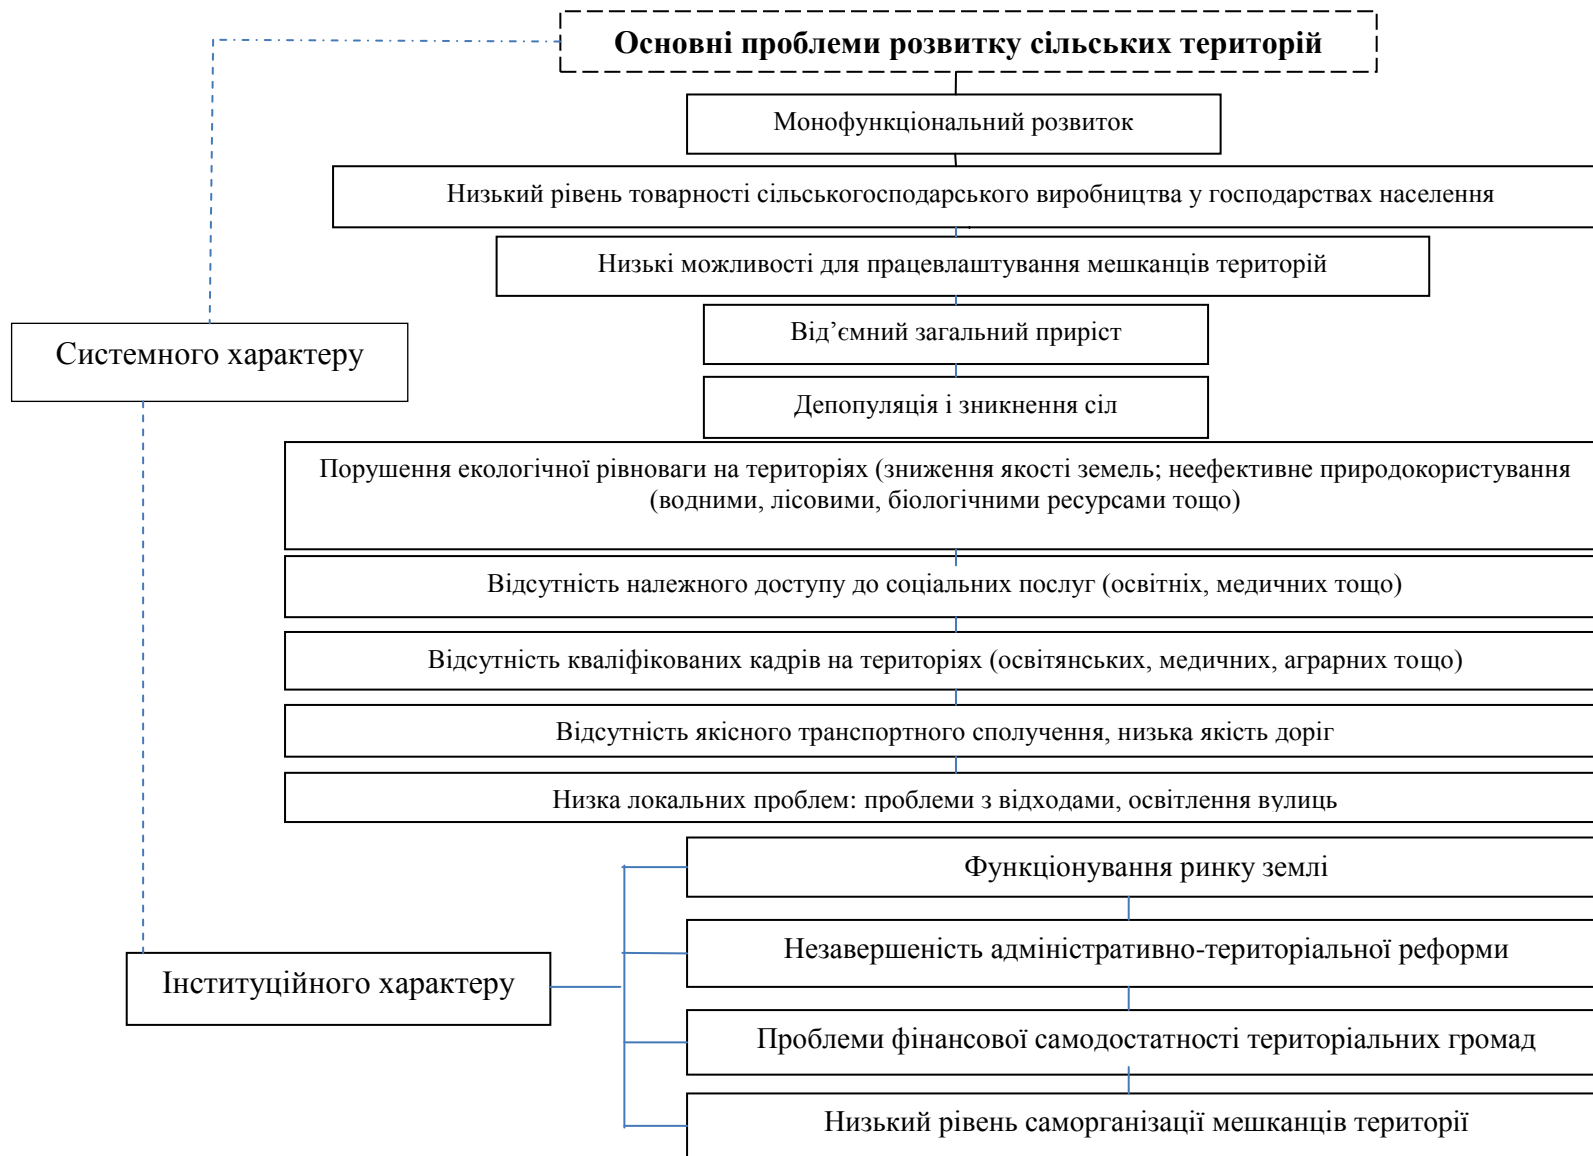 Основні проблеми розвитку сільських територій
Монофункціональний розвиток
Низький рівень товарності сільськогосподарського виробництва у господарствах населення
Низькі можливості для працевлаштування мешканців територій
Від’ємний загальний приріст
Системного характеру
Депопуляція і зникнення сіл
Порушення екологічної рівноваги на територіях (зниження якості земель; неефективне природокористування
(водними, лісовими, біологічними ресурсами тощо)
Відсутність належного доступу до соціальних послуг (освітніх, медичних тощо)
Відсутність кваліфікованих кадрів на територіях (освітянських, медичних, аграрних тощо)
Відсутність якісного транспортного сполучення, низька якість доріг
Низка локальних проблем: проблеми з відходами, освітлення вулиць
Функціонування ринку землі
Незавершеність адміністративно-територіальної реформи
Інституційного характеру
Проблеми фінансової самодостатності територіальних громад
Низький рівень саморганізації мешканців території